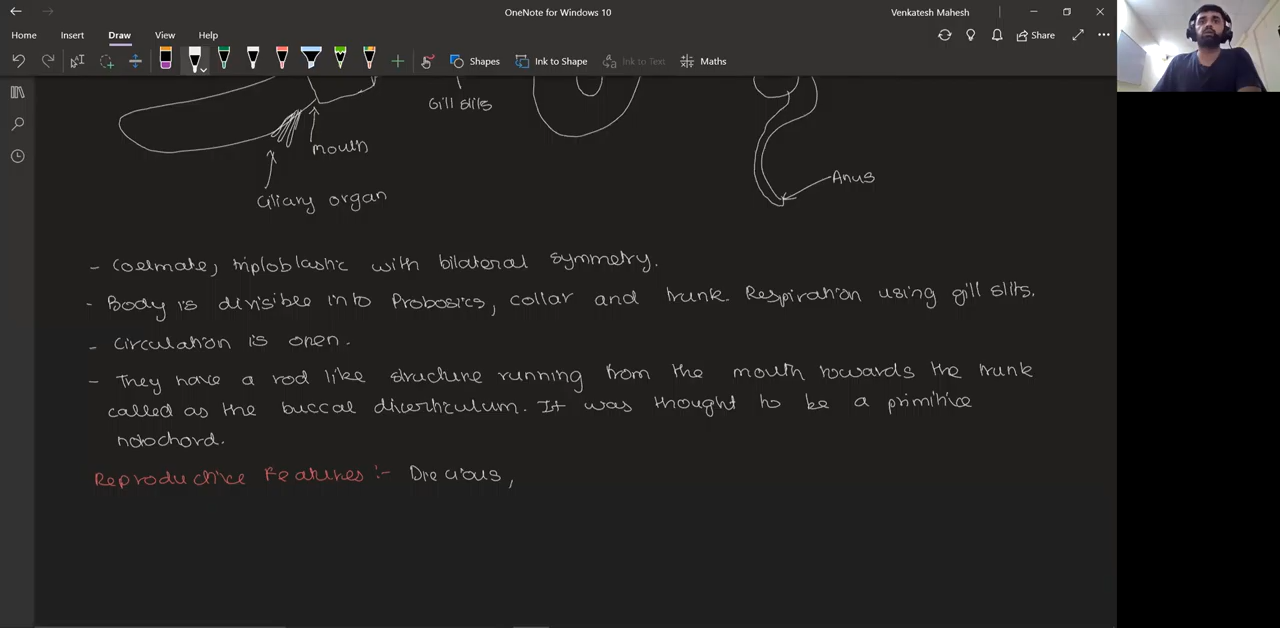 OneNote for Windows 10
Venkatesh Mahesh
Home Insert Draw View Help
Share
Shapes Ink to Shape Ink to Text Maths
Gill slits
Mouth
Ciliary organ
Anus
- Coelmate, triploblastic with bilateral symmetry.
- Body is divisible into Probosics, collar and trunk. Respiration using gill slits.
- Circulation is open.
- They have a rod like structure running from the mouth towards the trunk
called as the buccal diverticulum. It was thought to be a primitive
notochord.
Reproductive Features :- Diecious,